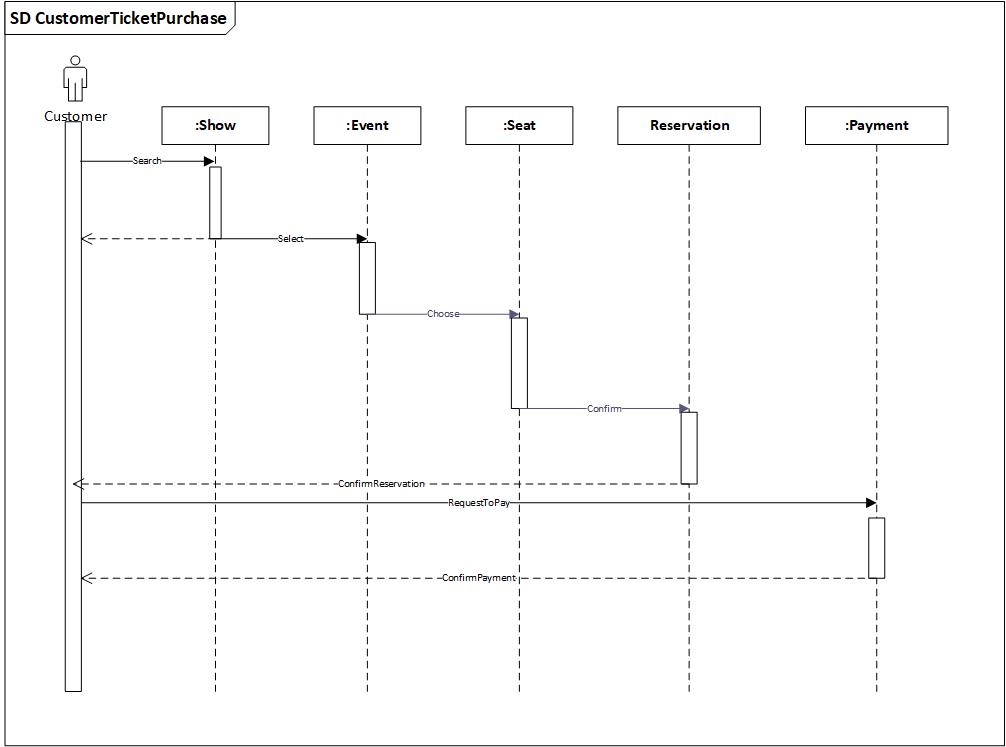 SD CustomerTicketPurchase
Customer
:Show
:Event
:Seat
Reservation
:Payment
Search
Select
Choose
Confirm
ConfirmReservation
RequestToPay
ConfirmPayment